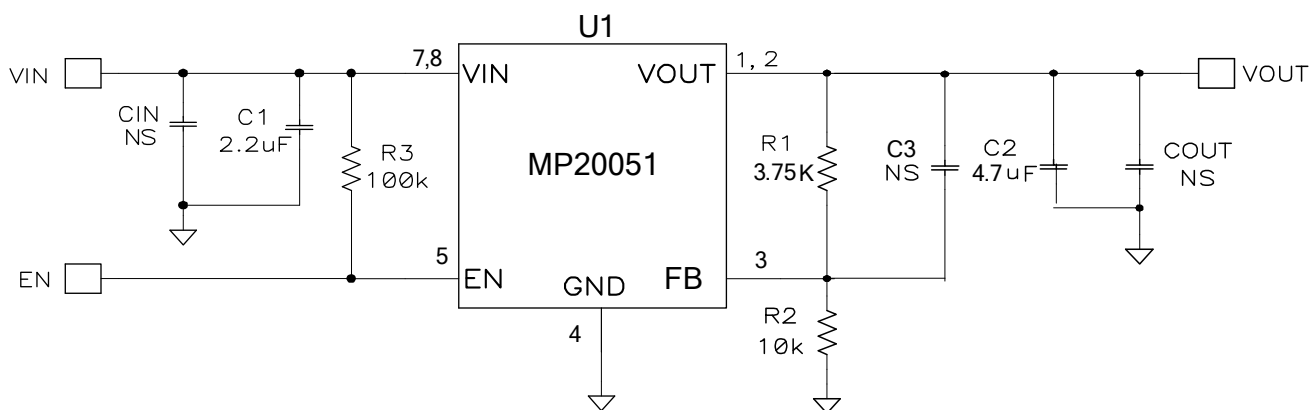 U1
VIN
7,8
VIN
VOUT
1, 2
VOUT
CIN
NS
C1
2.2uF
R3
100k
MP20051
R1
3.75K
C3
NS
C2
4.7uF
COUT
NS
EN
5
EN
GND
FB
3
4
R2
10k